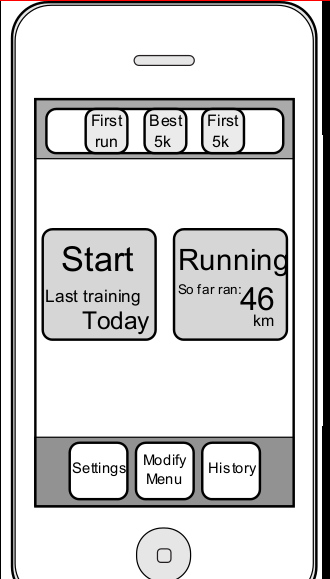 First Best First
run 5k 5k
Start
Last training
Today
Running
So far ran:
46
km
Settings
Modify
Menu
History